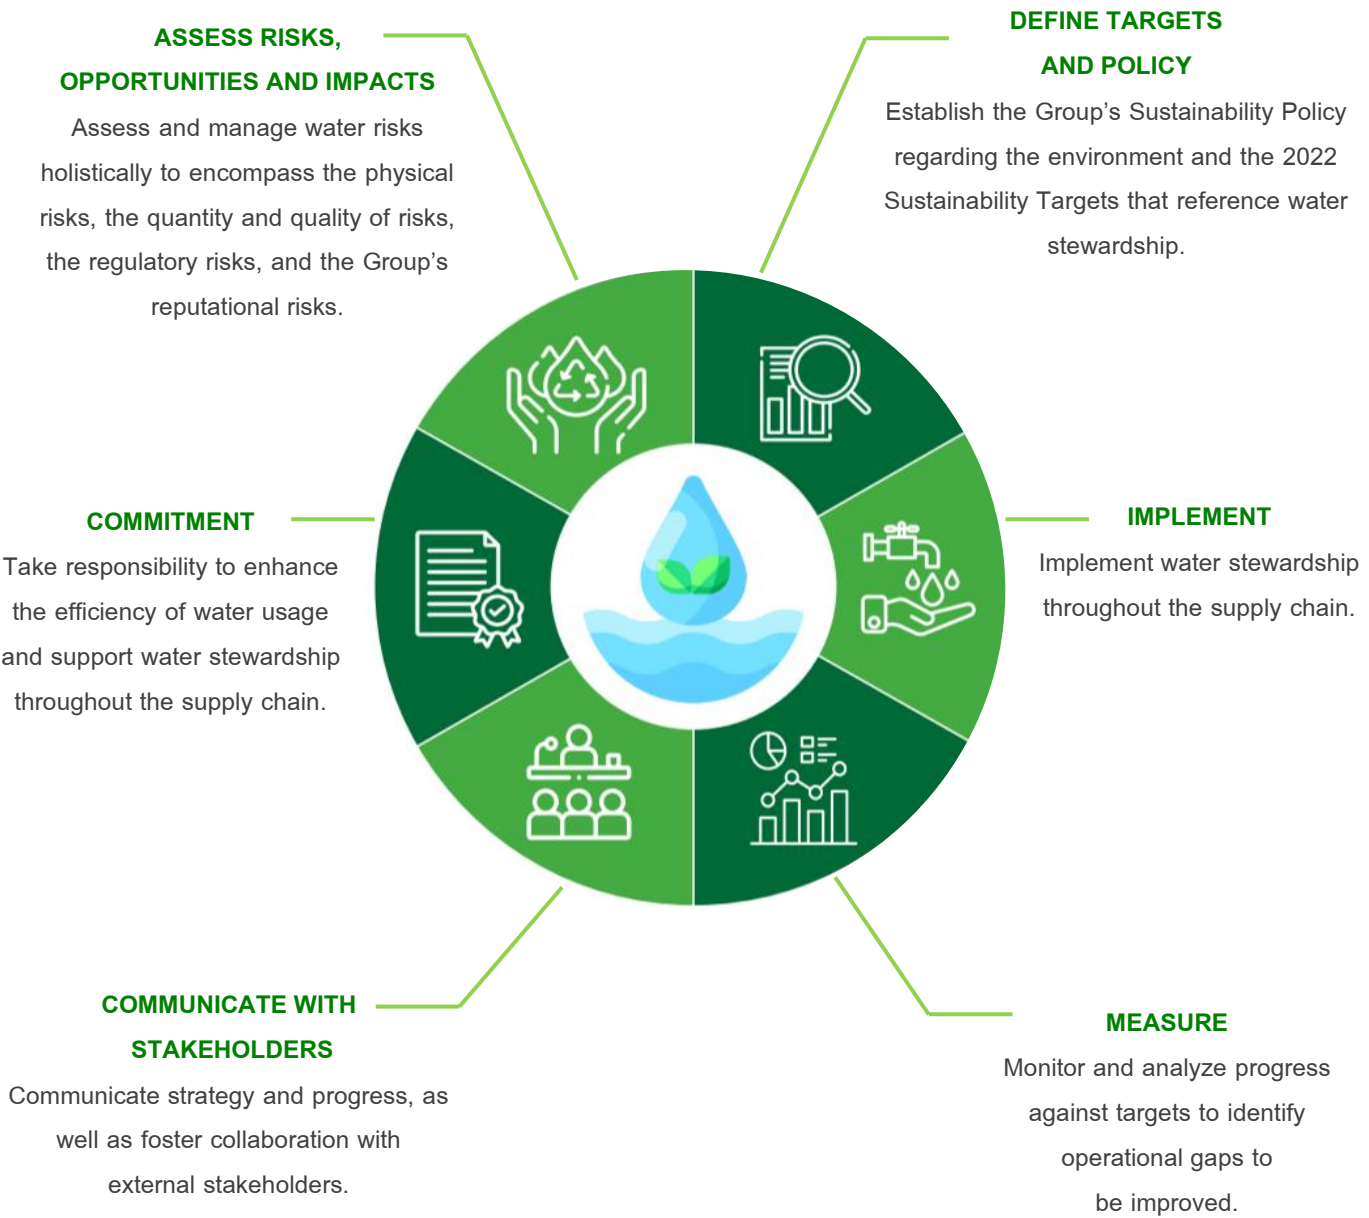 ASSESS RISKS,
OPPORTUNITIES AND IMPACTS
Assess and manage water risks
holistically to encompass the physical
risks, the quantity and quality of risks,
the regulatory risks, and the Group’s
reputational risks.
DEFINE TARGETS
AND POLICY
Establish the Group’s Sustainability Policy
regarding the environment and the 2022
Sustainability Targets that reference water
stewardship.
COMMITMENT
Take responsibility to enhance
the efficiency of water usage
and support water stewardship
throughout the supply chain.
IMPLEMENT
Implement water stewardship
throughout the supply chain.
COMMUNICATE WITH
STAKEHOLDERS
Communicate strategy and progress, as
well as foster collaboration with
external stakeholders.
MEASURE
Monitor and analyze progress
against targets to identify
operational gaps to
be improved.